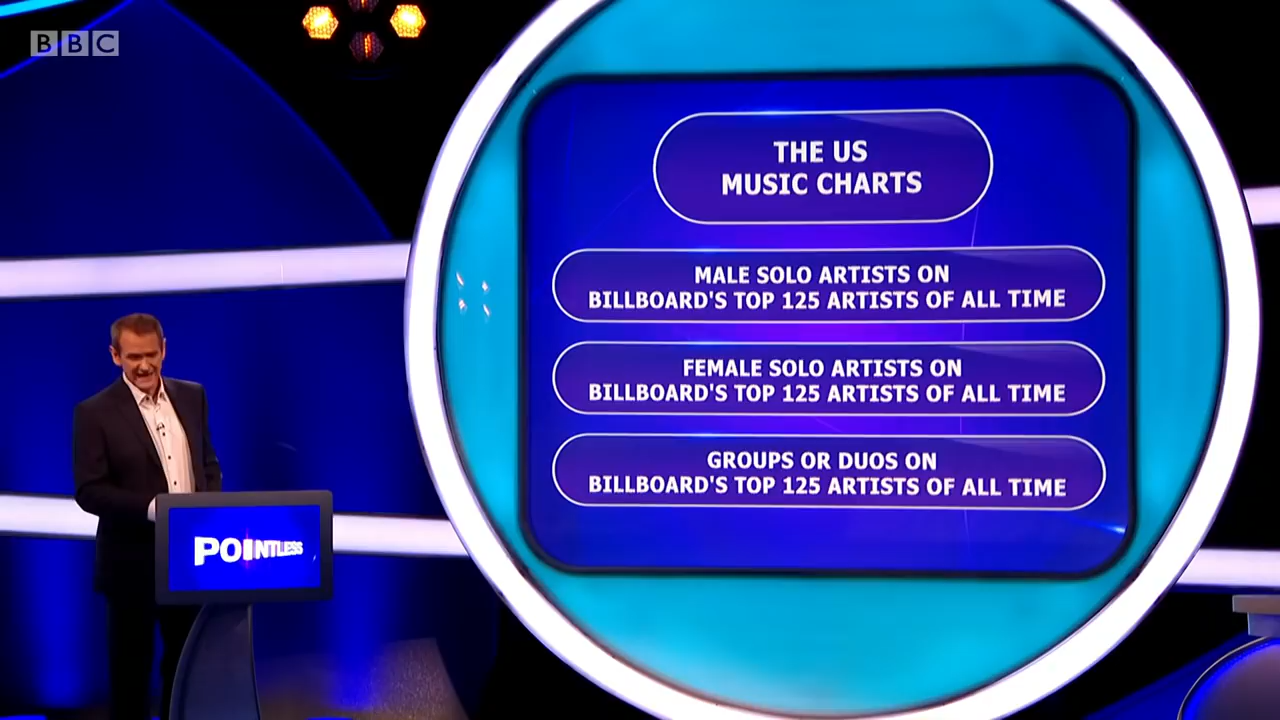 BBC
THE US
MUSIC CHARTS
MALE SOLO ARTISTS ON
BILLBOARD'S TOP 125 ARTISTS OF ALL TIME
FEMALE SOLO ARTISTS ON
BILLBOARD'S TOP 125 ARTISTS OF ALL TIME
GROUPS OR DUOS ON
BILLBOARD'S TOP 125 ARTISTS OF ALL TIME
POINTLESS